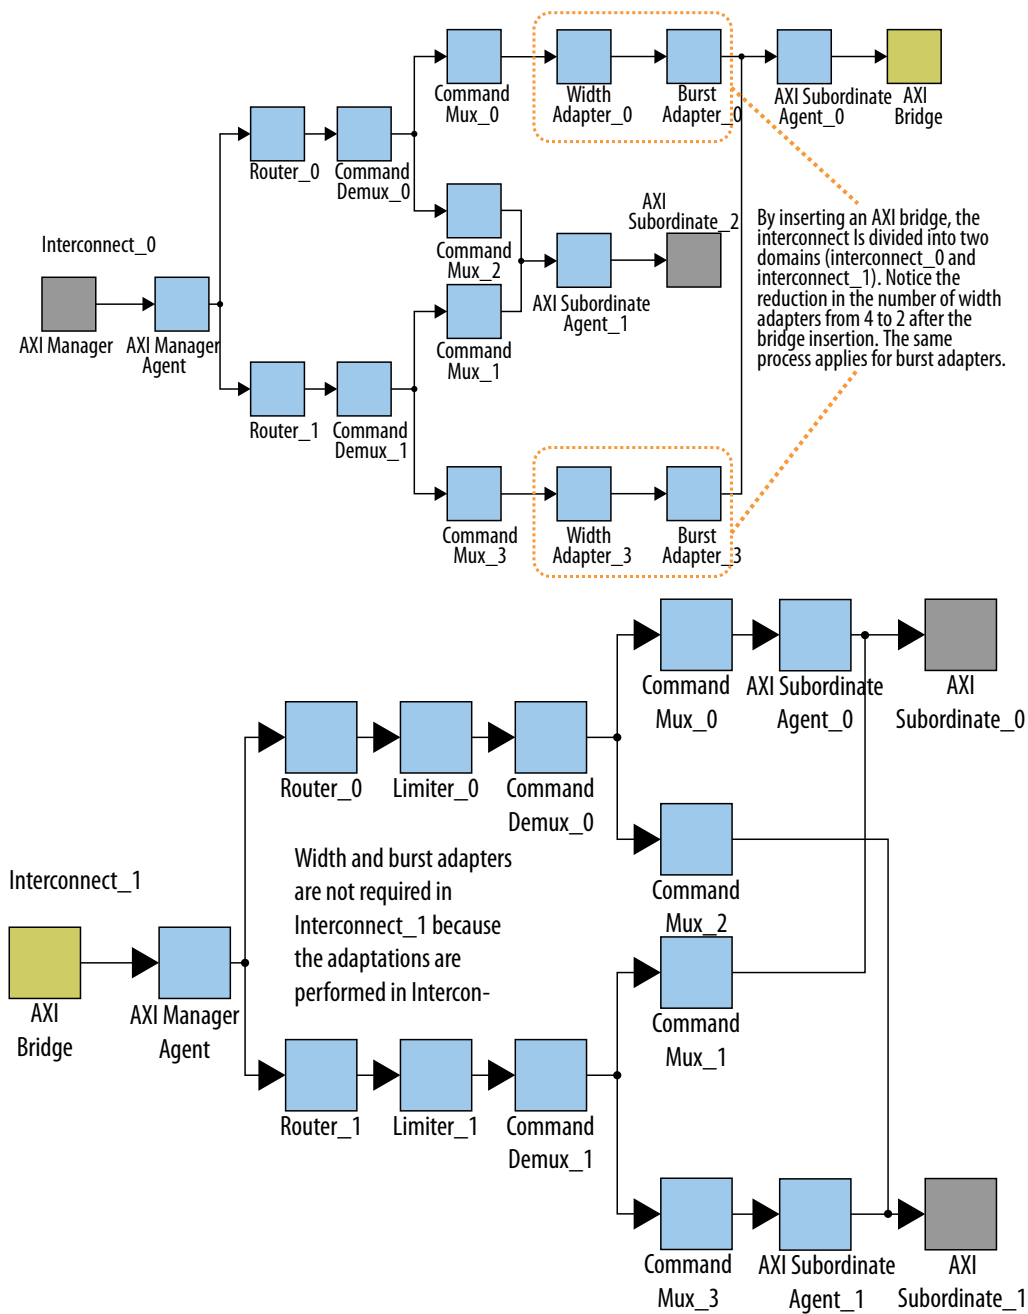 Command
Mux_0
Width
Adapter_0
Burst
Adapter_0
AXI Subordinate
Agent_0
AXI
Bridge
Router_0
Command
Demux_0
Command
Mux_2
AXI
Subordinate_2
Interconnect_0
AXI Manager
AXI Manager
Agent
AXI Subordinate
Agent_1
Command
Mux_1
By inserting an AXI bridge, the
interconnect Is divided into two
domains (interconnect_0 and
interconnect_1). Notice the
reduction in the number of width
adapters from 4 to 2 after the
bridge insertion. The same
process applies for burst adapters.
Router_1
Command
Demux_1
Command
Mux_3
Width
Adapter_3
Burst
Adapter_3
Command
Mux_0
AXI Subordinate
Agent_0
AXI
Subordinate_0
Router_0
Limiter_0
Command
Demux_0
Width and burst adapters
are not required in
Interconnect_1 because
the adaptations are
performed in Intercon-
Command
Mux_2
Interconnect_1
AXI
Bridge
AXI Manager
Agent
Command
Mux_1
Router_1
Limiter_1
Command
Demux_1
Command
Mux_3
AXI Subordinate
Agent_1
AXI
Subordinate_1